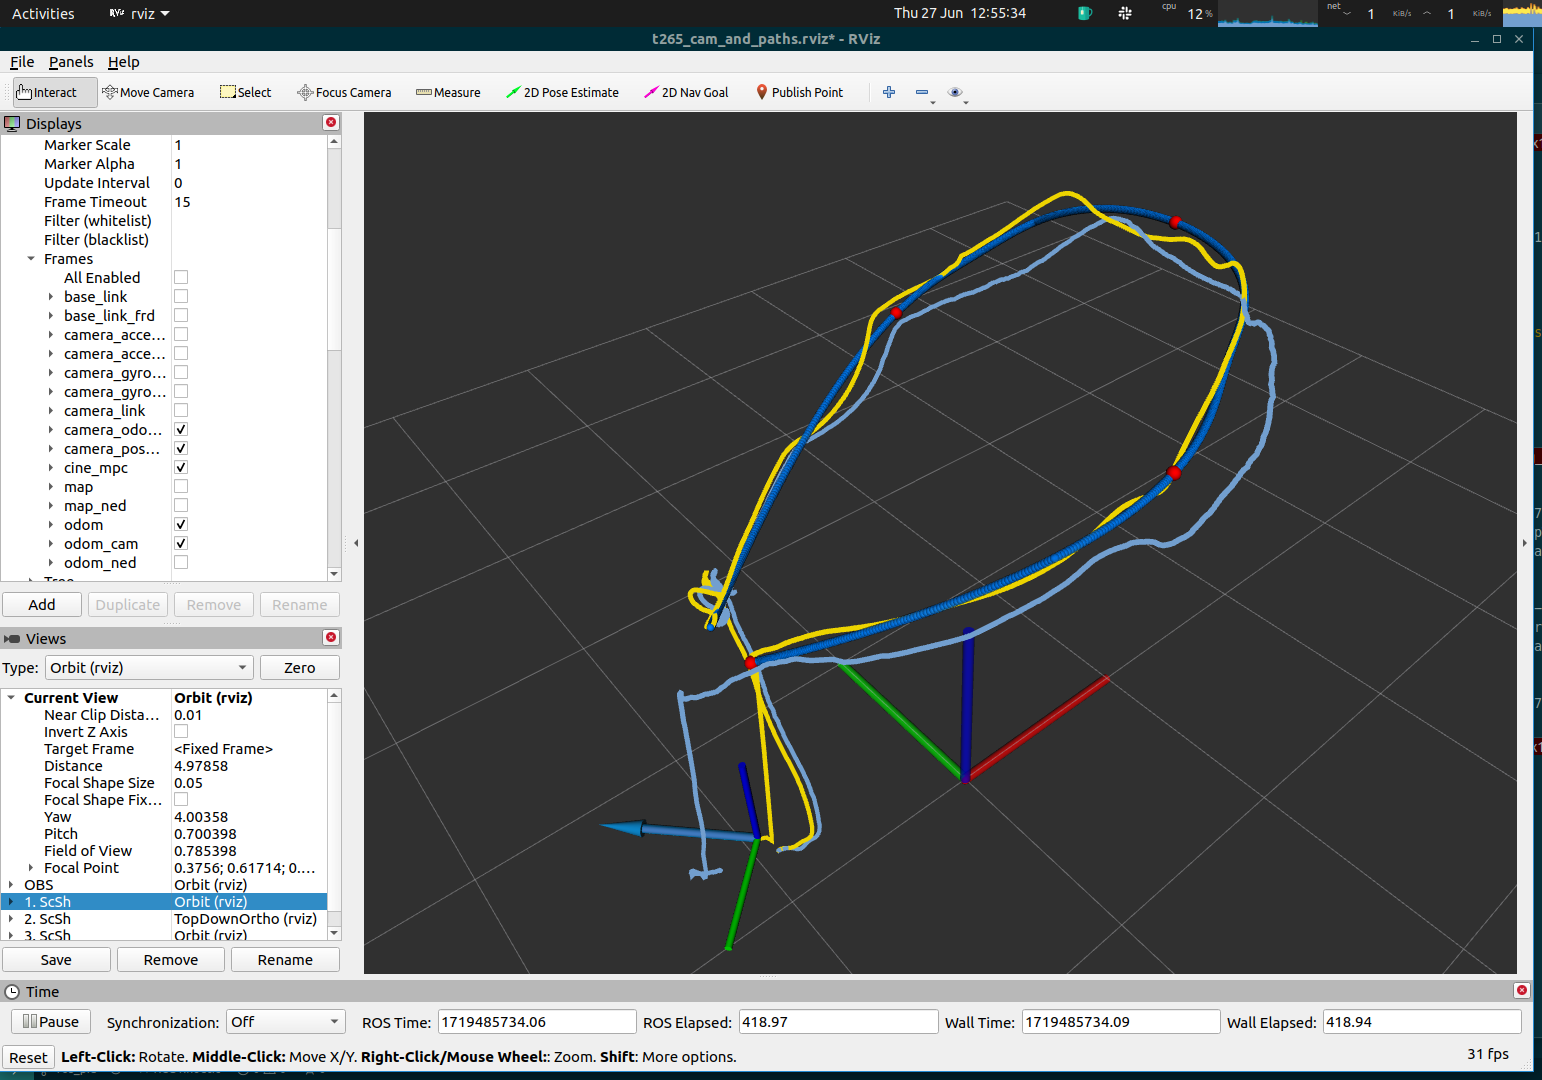 Activities RViz rviz Thu 27 Jun 12:55:34 cpu 12% net 1 KiB/s 1 KiB/s
t265_cam_and_paths.rviz* - RViz
File Panels Help
Interact Move Camera Select Focus Camera Measure 2D Pose Estimate 2D Nav Goal Publish Point
Displays
Marker Scale 1
Marker Alpha 1
Update Interval 0
Frame Timeout 15
Filter (whitelist)
Filter (blacklist)
Frames
All Enabled
base_link
base_link_frd
camera_acce...
camera_acce...
camera_gyro...
camera_gyro...
camera_link
camera_odo...
camera_pos...
cine_mpc
map
map_ned
odom
odom_cam
odom_ned
Add Duplicate Remove Rename
Views
Type: Orbit (rviz) Zero
Current View Orbit (rviz)
Near Clip Dista... 0.01
Invert Z Axis
Target Frame <Fixed Frame>
Distance 4.97858
Focal Shape Size 0.05
Focal Shape Fix...
Yaw 4.00358
Pitch 0.700398
Field of View 0.785398
Focal Point 0.3756; 0.61714; 0....
OBS Orbit (rviz)
1. ScSh Orbit (rviz)
2. ScSh TopDownOrtho (rviz)
3. ScSh Orbit (rviz)
Save Remove Rename
Time
Pause Synchronization: Off ROS Time: 1719485734.06 ROS Elapsed: 418.97 Wall Time: 1719485734.09 Wall Elapsed: 418.94
Reset Left-Click: Rotate. Middle-Click: Move X/Y. Right-Click/Mouse Wheel:: Zoom. Shift: More options. 31 fps